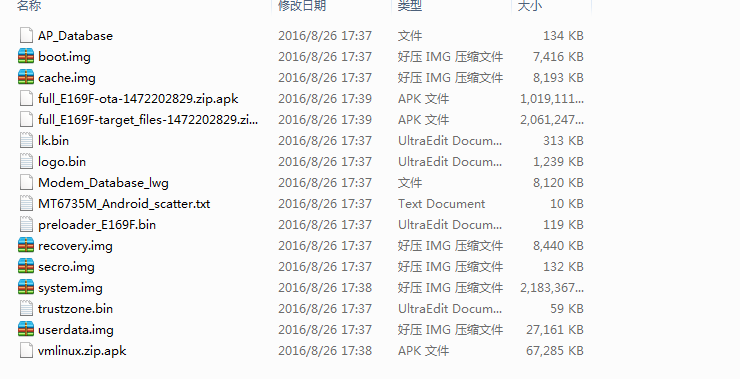 名称 修改日期 类型 大小
AP_Database 2016/8/26 17:37 文件 134 KB
boot.img 2016/8/26 17:37 好压 IMG 压缩文件 7,416 KB
cache.img 2016/8/26 17:37 好压 IMG 压缩文件 8,193 KB
full_E169F-ota-1472202829.zip.apk 2016/8/26 17:39 APK 文件 1,019,111...
full_E169F-target_files-1472202829.zi... 2016/8/26 17:39 APK 文件 2,061,247...
lk.bin 2016/8/26 17:37 UltraEdit Docum... 313 KB
logo.bin 2016/8/26 17:37 UltraEdit Docum... 1,239 KB
Modem_Database_lwg 2016/8/26 17:37 文件 8,120 KB
MT6735M_Android_scatter.txt 2016/8/26 17:37 Text Document 10 KB
preloader_E169F.bin 2016/8/26 17:37 UltraEdit Docum... 119 KB
recovery.img 2016/8/26 17:37 好压 IMG 压缩文件 8,440 KB
secro.img 2016/8/26 17:37 好压 IMG 压缩文件 132 KB
system.img 2016/8/26 17:38 好压 IMG 压缩文件 2,183,367...
trustzone.bin 2016/8/26 17:37 UltraEdit Docum... 59 KB
userdata.img 2016/8/26 17:37 好压 IMG 压缩文件 27,161 KB
vmlinux.zip.apk 2016/8/26 17:38 APK 文件 67,285 KB